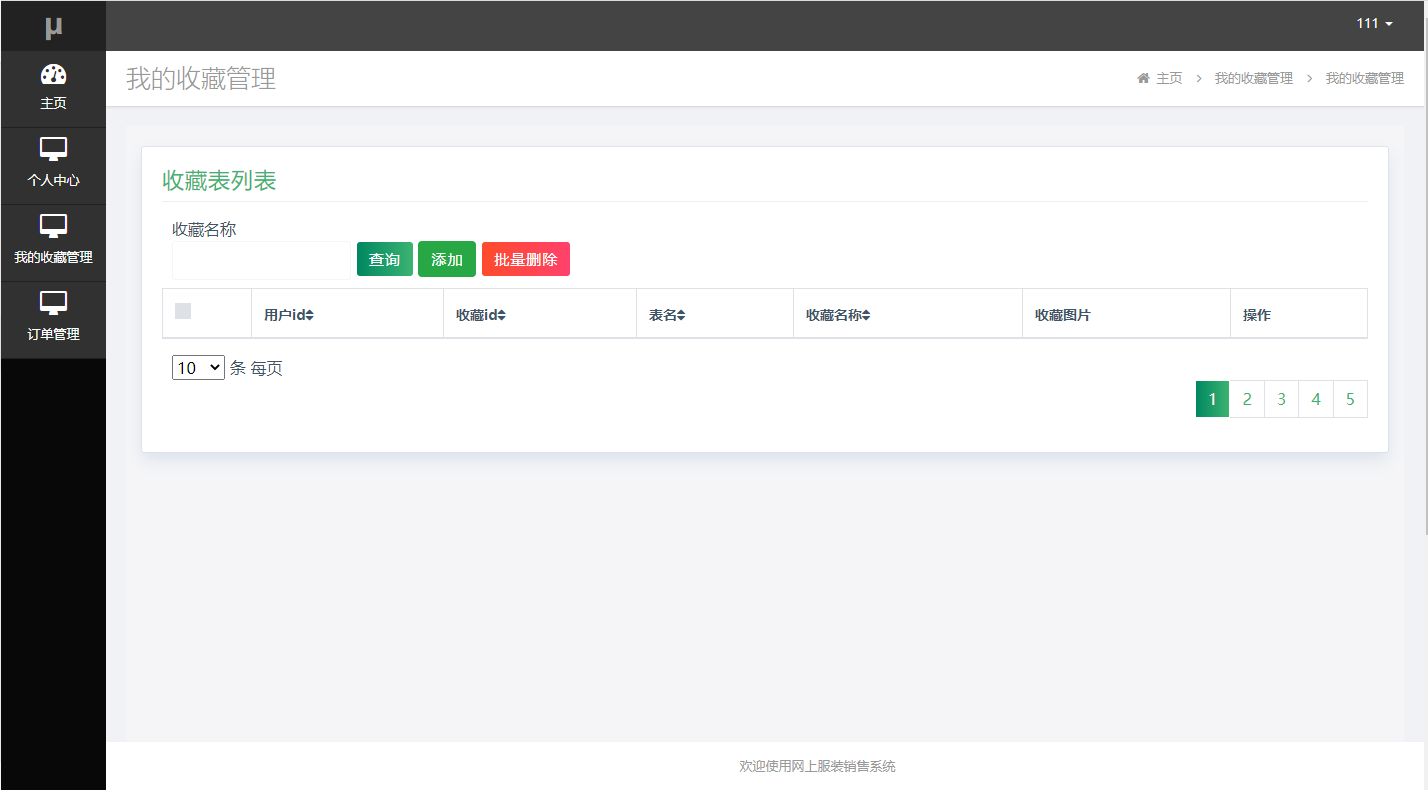 µ
111
主页
个人中心
我的收藏管理
订单管理
我的收藏管理
主页 > 我的收藏管理 > 我的收藏管理
收藏表列表
收藏名称
查询 添加 批量删除
用户id 收藏id 表名 收藏名称 收藏图片 操作
10 条 每页
1 2 3 4 5
欢迎使用网上服装销售系统